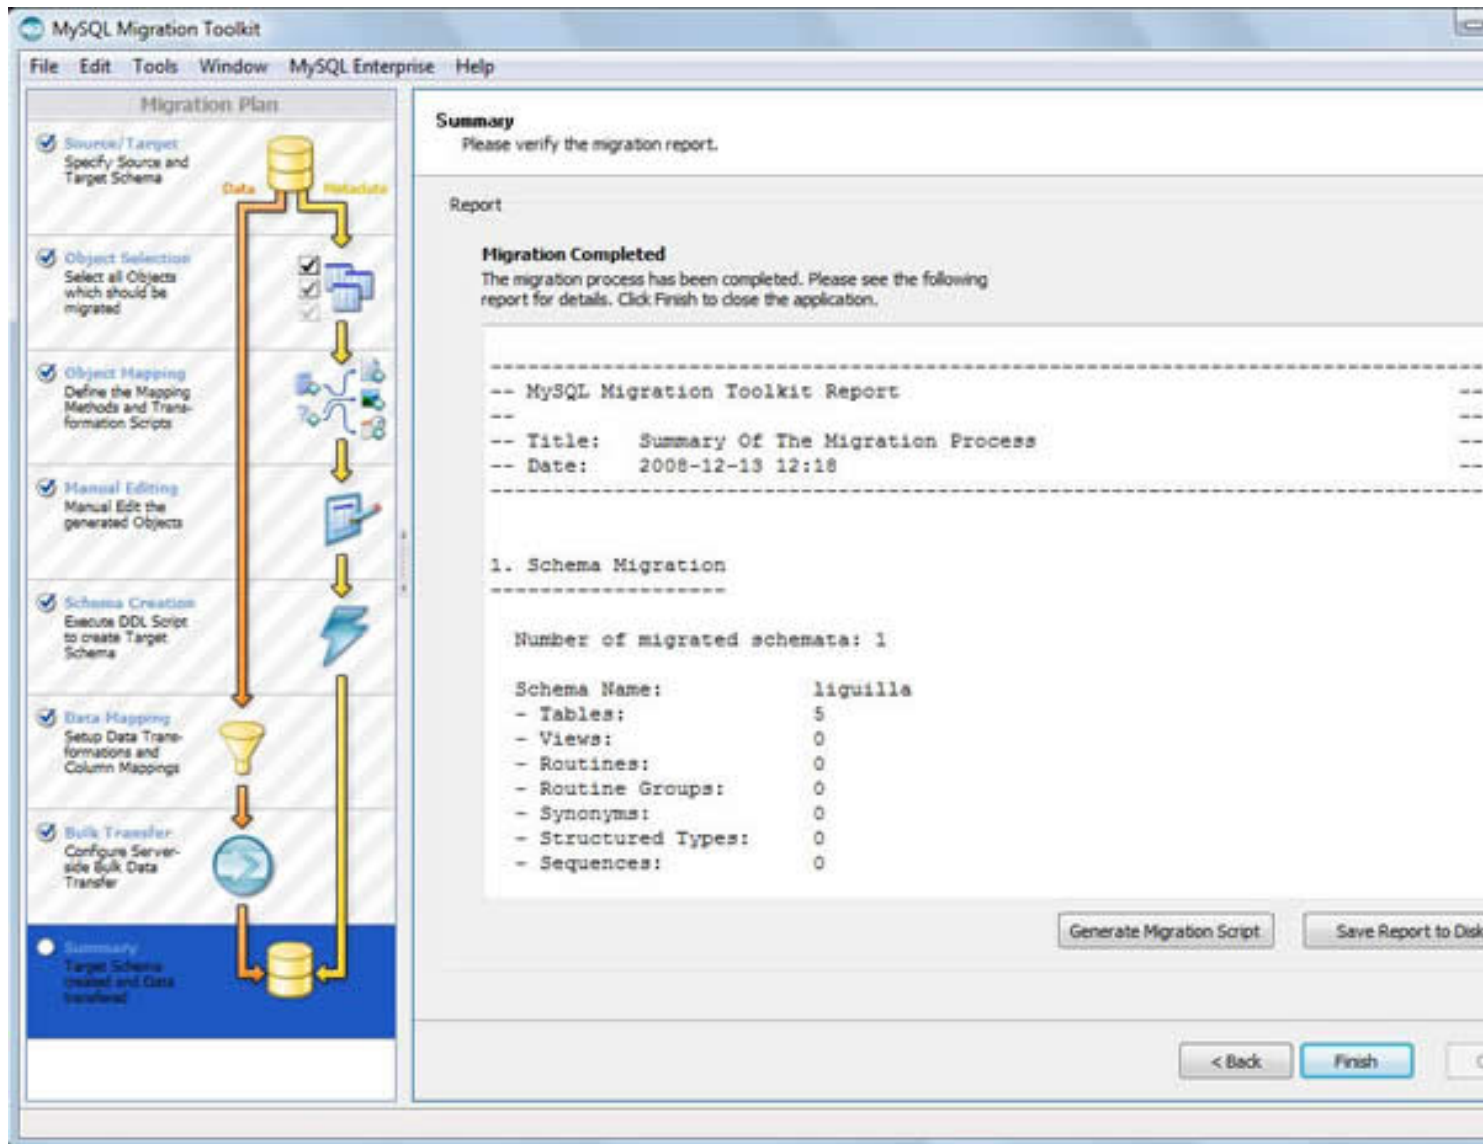 MySQL Migration Toolkit
File Edit Tools Window MySQL Enterprise Help
Migration Plan
Source/Target
Specify Source and
Target Schema
Data Metadata
Object Selection
Select all Objects
which should be
migrated
Object Mapping
Define the Mapping
Methods and Trans-
formation Scripts
Manual Editing
Manual Edit the
generated Objects
Schema Creation
Execute DDL Script
to create Target
Schema
Data Mapping
Setup Data Trans-
formations and
Column Mappings
Bulk Transfer
Configure Server-
side Bulk Data
Transfer
Summary
Target Schema
created and Data
transfered
Summary
Please verify the migration report.
Report
Migration Completed
The migration process has been completed. Please see the following
report for details. Click Finish to close the application.
--------------------------------------------------------------------------------
-- MySQL Migration Toolkit Report --
-- --
-- Title: Summary Of The Migration Process --
-- Date: 2008-12-13 12:18 --
--------------------------------------------------------------------------------
1. Schema Migration
-------------------
Number of migrated schemata: 1
Schema Name: liguilla
- Tables: 5
- Views: 0
- Routines: 0
- Routine Groups: 0
- Synonyms: 0
- Structured Types: 0
- Sequences: 0
Generate Migration Script Save Report to Disk
< Back Finish